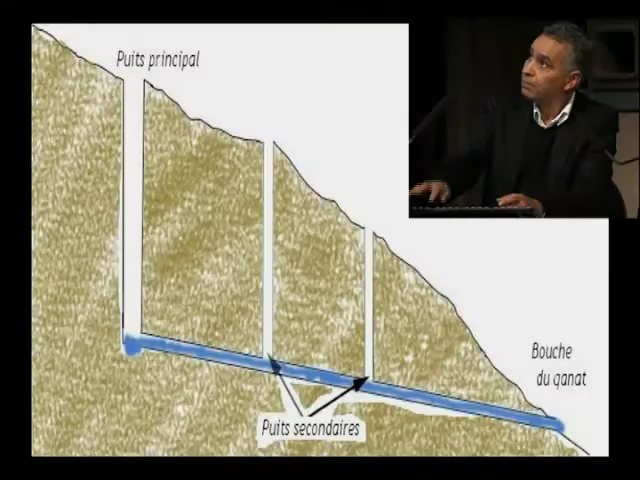 Puits principal
Bouche
du qanat
Puits secondaires